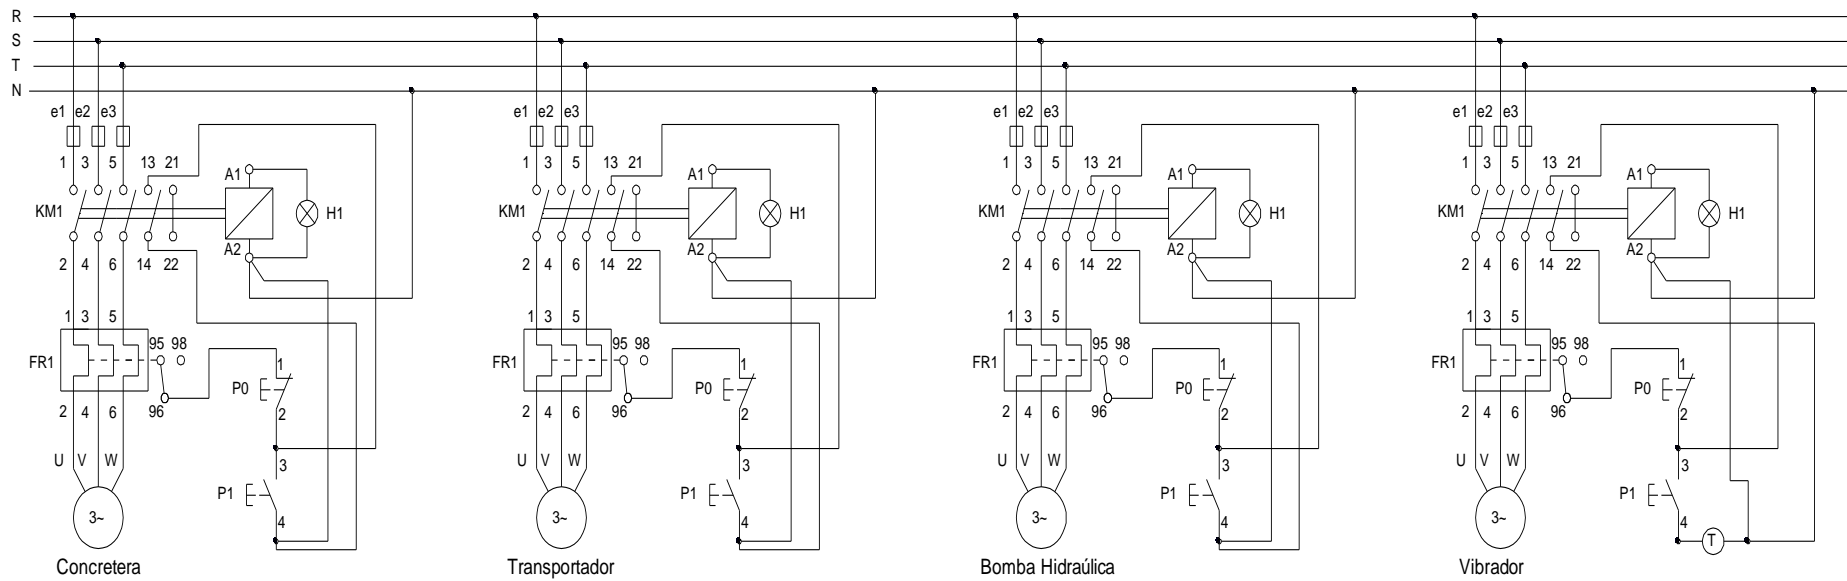 R
S
T
N
e1 e2 e3 e1 e2 e3 e1 e2 e3 e1 e2 e3
1 3 5 13 21 1 3 5 13 21 1 3 5 13 21 1 3 5 13 21
A1 A1 A1 A1
KM1 H1 KM1 H1 KM1 H1 KM1 H1
A2 A2 A2 A2
2 4 6 14 22 2 4 6 14 22 2 4 6 14 22 2 4 6 14 22
1 3 5 1 3 5 1 3 5 1 3 5
95 98 95 98 95 98 95 98
FR1 1 FR1 1 FR1 1 FR1 1
P0 P0 P0 P0
2 4 6 96 2 2 4 6 96 2 2 4 6 96 2 2 4 6 96 2
U V W 3 U V W 3 U V W 3 U V W 3
P1 P1 P1 P1
3~ 4 3~ 4 3~ 4 3~ 4
T
Concretera Transportador Bomba Hidraúlica Vibrador